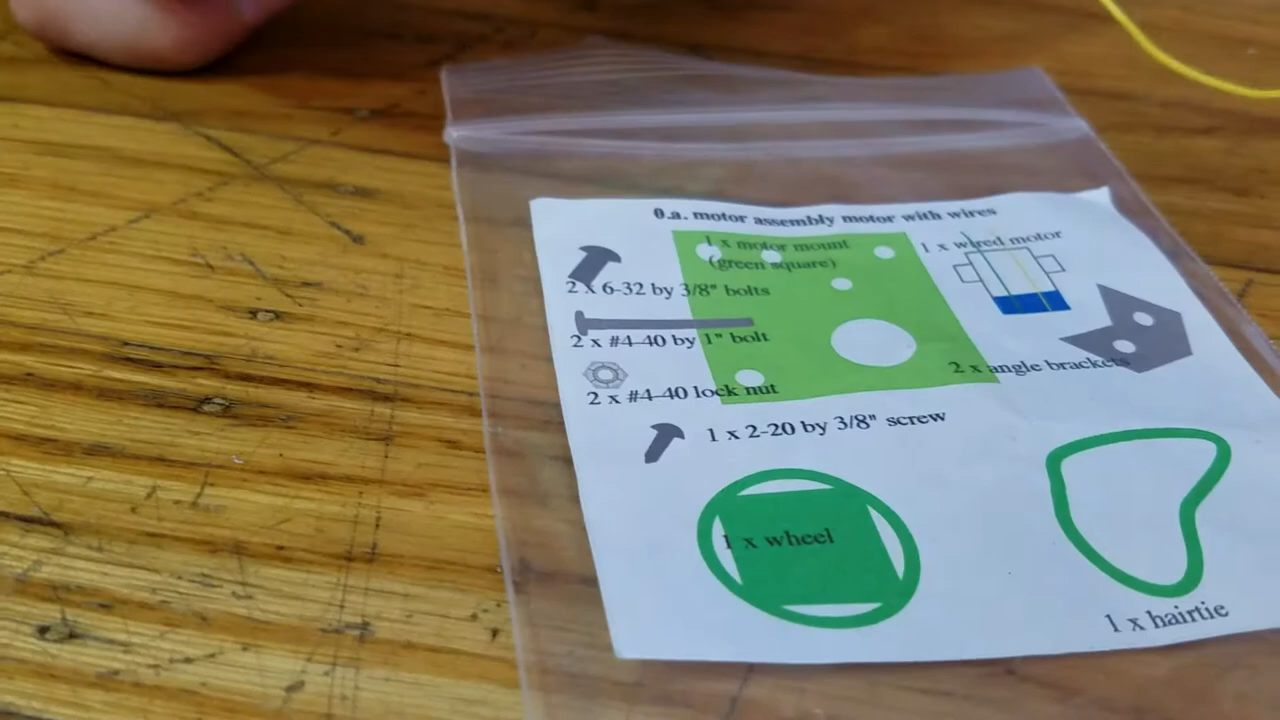 0.a. motor assembly motor with wires
1 x motor mount
(green square)
1 x wired motor
2 x 6-32 by 3/8" bolts
2 x #4-40 by 1" bolt
2 x angle brackets
2 x #4-40 lock nut
1 x 2-20 by 3/8" screw
1 x wheel
1 x hairtie